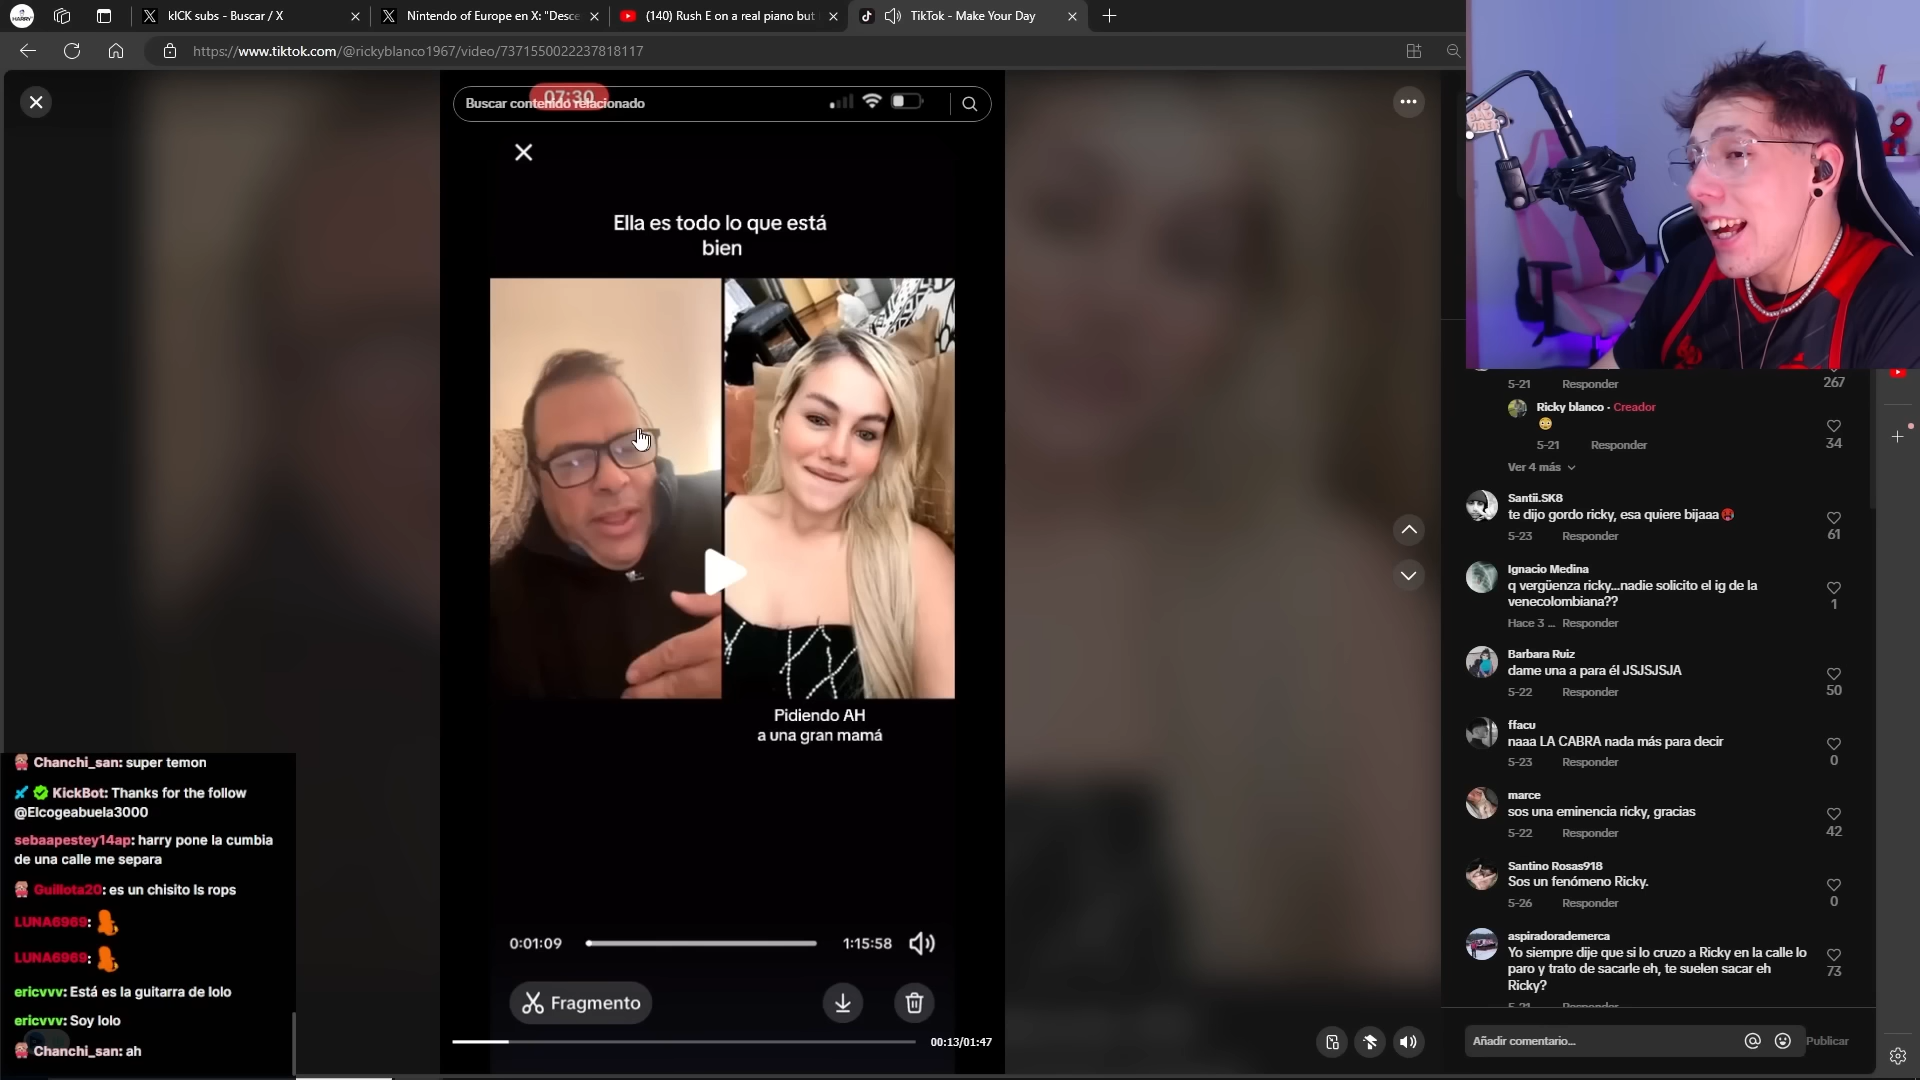 kICK subs - Buscar / X
Nintendo of Europe en X: "Desce
(140) Rush E on a real piano but
TikTok - Make Your Day
https://www.tiktok.com/@rickyblanco1967/video/7371550022237818117
07:30
Buscar contenido relacionado
Ella es todo lo que está
bien
Pidiendo AH
a una gran mamá
0:01:09
1:15:58
Fragmento
00:13/01:47
5-21 Responder
267
Ricky blanco · Creador
34
5-21 Responder
Ver 4 más
Santii.SK8
te dijo gordo ricky, esa quiere bijaaa
61
5-23 Responder
Ignacio Medina
q vergüenza ricky...nadie solicito el ig de la
venecolombiana??
1
Hace 3 ... Responder
Barbara Ruiz
dame una a para él JSJSJSJA
50
5-22 Responder
ffacu
naaa LA CABRA nada más para decir
0
5-23 Responder
marce
sos una eminencia ricky, gracias
42
5-22 Responder
Santino Rosas918
Sos un fenómeno Ricky.
0
5-26 Responder
aspiradorademerca
Yo siempre dije que si lo cruzo a Ricky en la calle lo
paro y trato de sacarle eh, te suelen sacar eh
Ricky?
73
5-21 Responder
Añadir comentario...
Publicar
Chanchi_san: super temon
KickBot: Thanks for the follow
@Elcogeabuela3000
sebaapestey14ap: harry pone la cumbia
de una calle me separa
Guillota20: es un chisito ls rops
LUNA6969:
LUNA6969:
ericvvv: Está es la guitarra de lolo
ericvvv: Soy lolo
Chanchi_san: ah